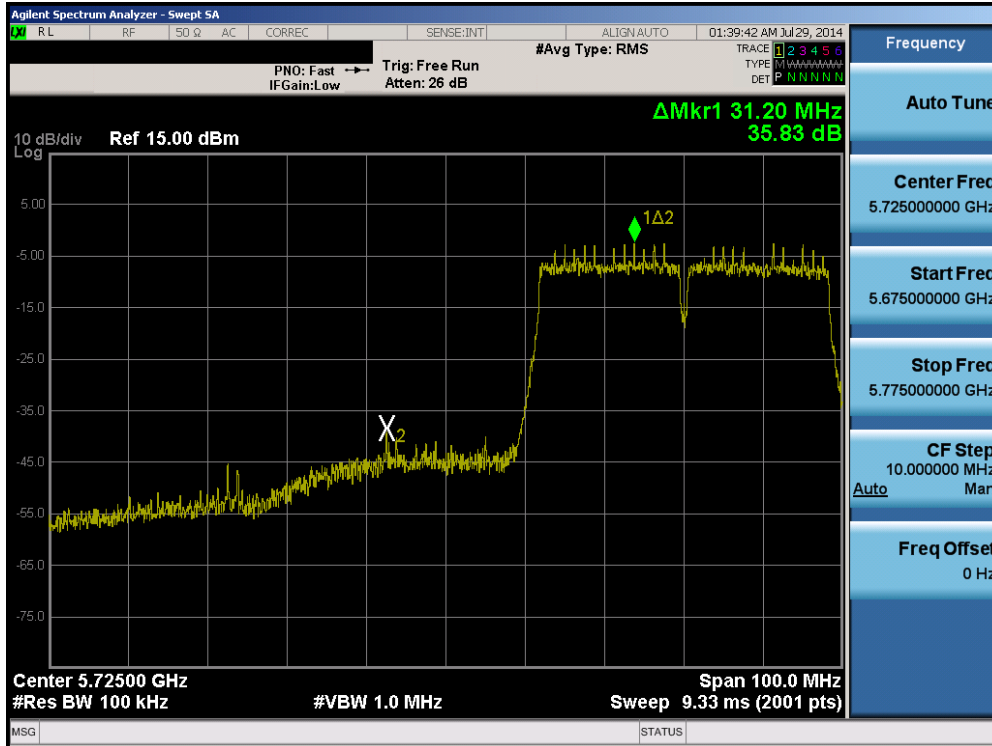 Agilent Spectrum Analyzer - Swept SA
LXI RL RF 50 Ω AC CORREC SENSE:INT ALIGN AUTO 01:39:42 AM Jul 29, 2014
#Avg Type: RMS
TRACE 1 2 3 4 5 6
PNO: Fast
Trig: Free Run
TYPE M
IFGain:Low
Atten: 26 dB
DET P N N N N N
ΔMkr1 31.20 MHz
35.83 dB
10 dB/div Ref 15.00 dBm
Log
5.00
-5.00
-15.0
-25.0
-35.0
-45.0
-55.0
-65.0
-75.0
1Δ2
X2
Center 5.72500 GHz Span 100.0 MHz
#Res BW 100 kHz #VBW 1.0 MHz Sweep 9.33 ms (2001 pts)
MSG STATUS
Frequency
Auto Tune
Center Freq
5.725000000 GHz
Start Freq
5.675000000 GHz
Stop Freq
5.775000000 GHz
CF Step
10.000000 MHz
Auto Man
Freq Offset
0 Hz